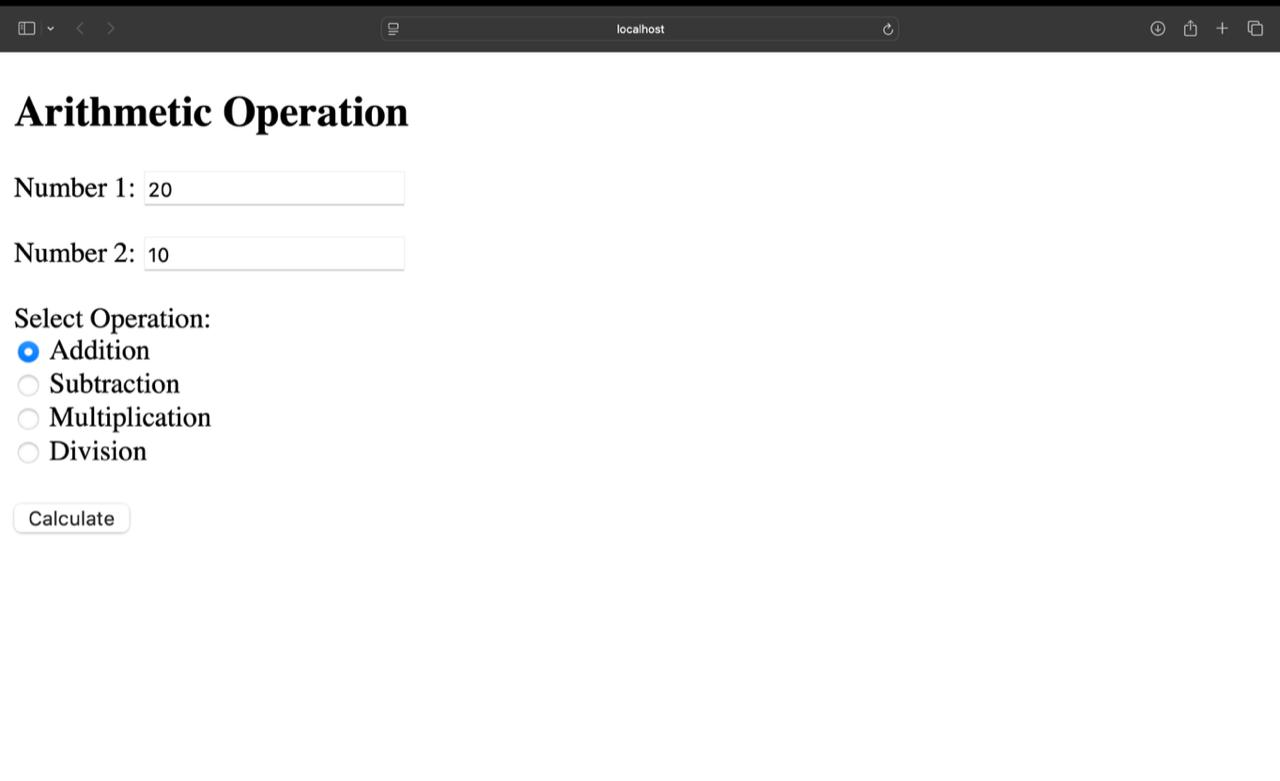 localhost
Arithmetic Operation
Number 1: 20
Number 2: 10
Select Operation:
Addition
Subtraction
Multiplication
Division
Calculate